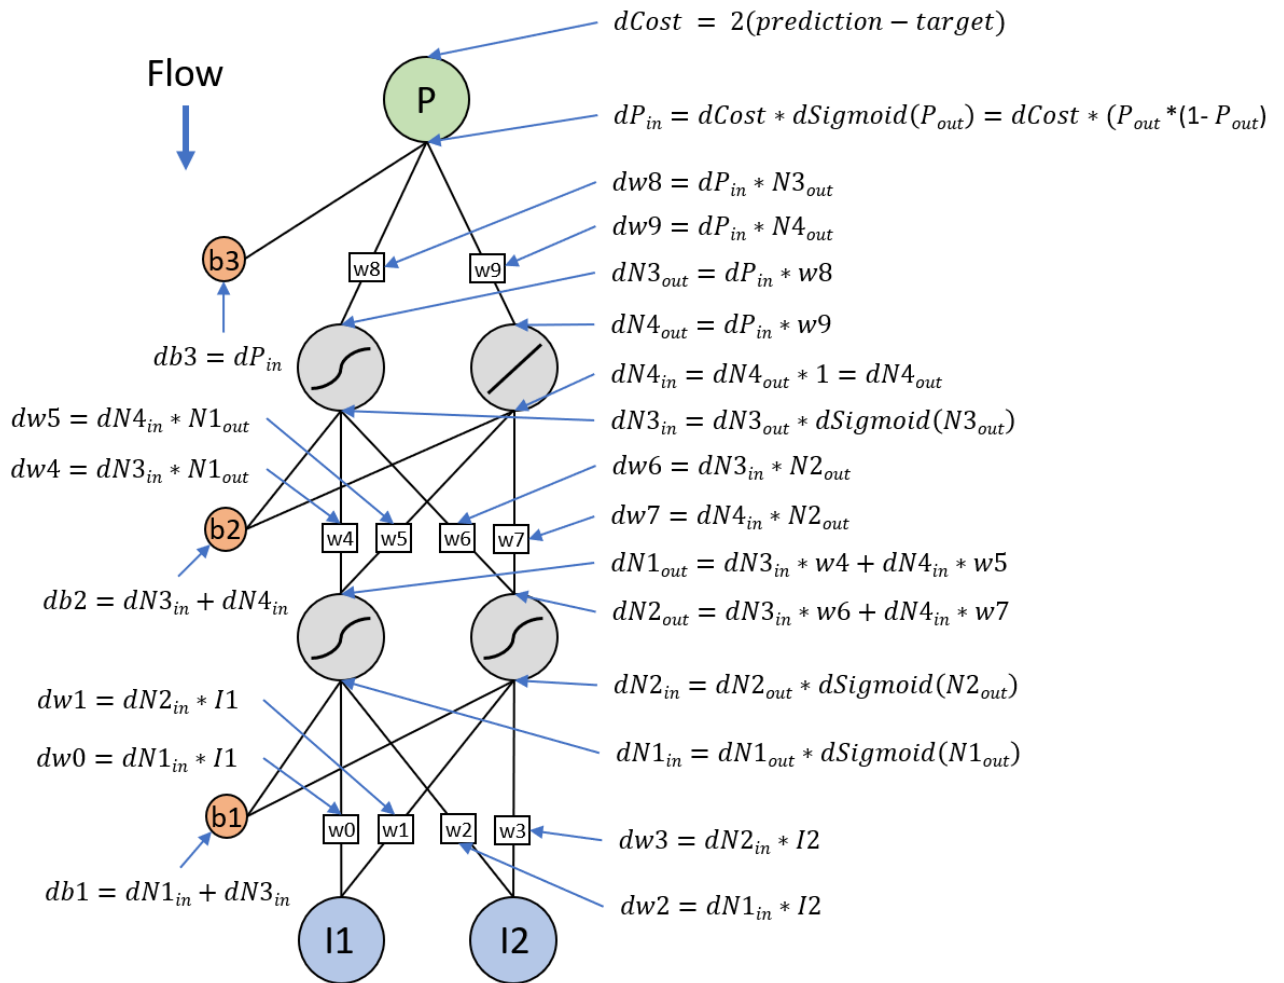 dCost = 2(prediction − target)
Flow
P
dP_in = dCost ∗ dSigmoid(P_out) = dCost ∗ (P_out *(1- P_out)
dw8 = dP_in ∗ N3_out
dw9 = dP_in ∗ N4_out
b3
w8
w9
dN3_out = dP_in ∗ w8
dN4_out = dP_in ∗ w9
db3 = dP_in
dN4_in = dN4_out ∗ 1 = dN4_out
dw5 = dN4_in ∗ N1_out
dN3_in = dN3_out ∗ dSigmoid(N3_out)
dw4 = dN3_in ∗ N1_out
dw6 = dN3_in ∗ N2_out
dw7 = dN4_in ∗ N2_out
b2
w4
w5
w6
w7
dN1_out = dN3_in ∗ w4 + dN4_in ∗ w5
db2 = dN3_in + dN4_in
dN2_out = dN3_in ∗ w6 + dN4_in ∗ w7
dN2_in = dN2_out ∗ dSigmoid(N2_out)
dw1 = dN2_in ∗ I1
dw0 = dN1_in ∗ I1
dN1_in = dN1_out ∗ dSigmoid(N1_out)
b1
w0
w1
w2
w3
dw3 = dN2_in ∗ I2
db1 = dN1_in + dN3_in
dw2 = dN1_in ∗ I2
I1
I2